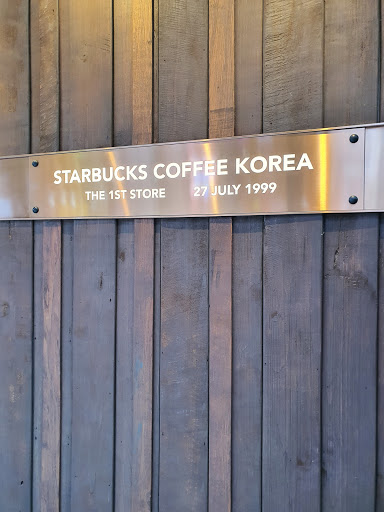 STARBUCKS COFFEE KOREA
THE 1ST STORE 27 JULY 1999